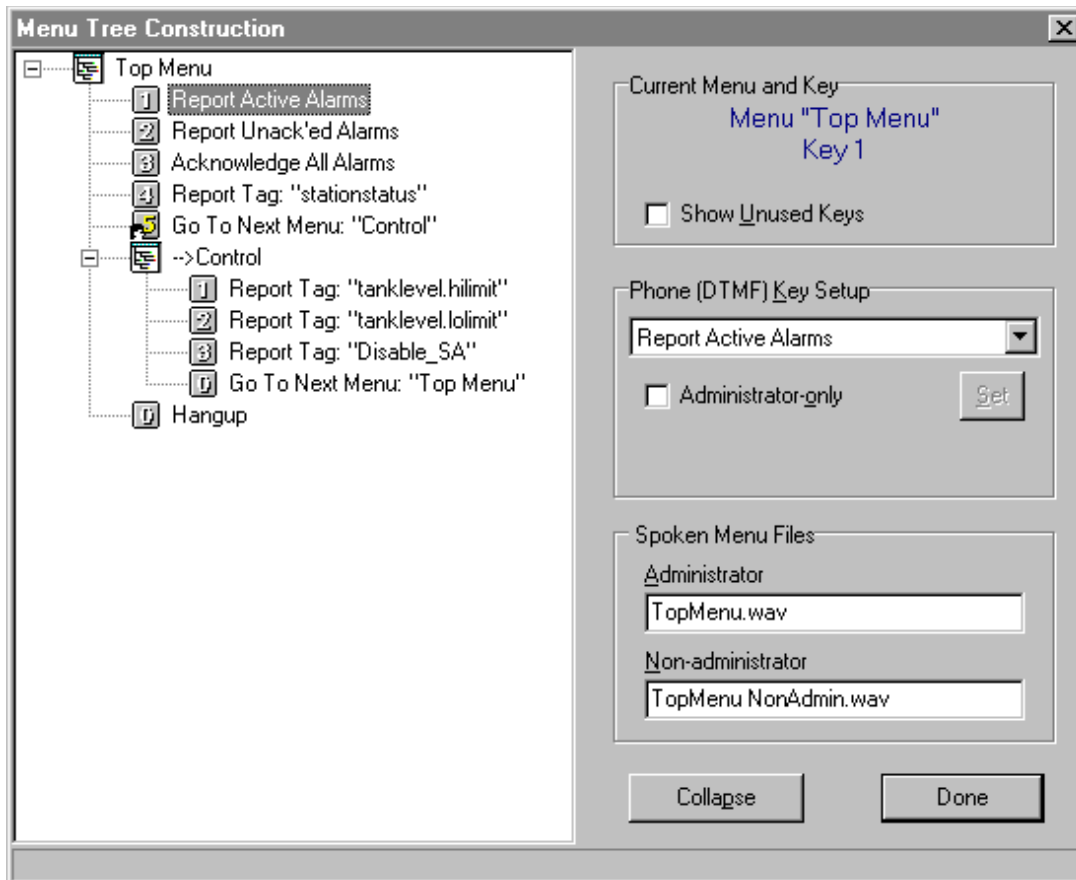 Menu Tree Construction
Top Menu
1 Report Active Alarms
2 Report Unack'ed Alarms
3 Acknowledge All Alarms
4 Report Tag: "stationstatus"
5 Go To Next Menu: "Control"
-->Control
1 Report Tag: "tanklevel.hilimit"
2 Report Tag: "tanklevel.lolimit"
3 Report Tag: "Disable_SA"
0 Go To Next Menu: "Top Menu"
0 Hangup
Current Menu and Key
Menu "Top Menu"
Key 1
Show Unused Keys
Phone (DTMF) Key Setup
Report Active Alarms
Administrator-only
Set
Spoken Menu Files
Administrator
TopMenu.wav
Non-administrator
TopMenu NonAdmin.wav
Collapse
Done